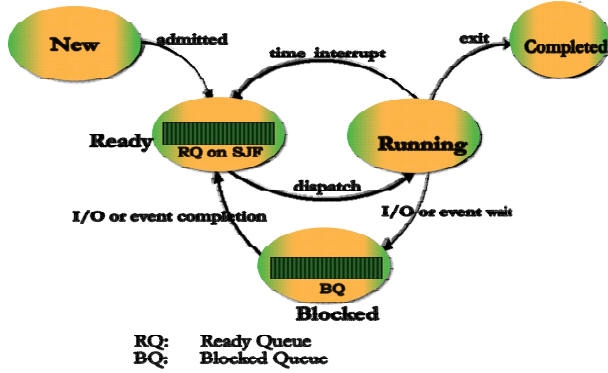 New
admitted
time interrupt
exit
Completed
Ready
RQ on SJF
Running
dispatch
I/O or event completion
I/O or event wait
BQ
Blocked
RQ: Ready Queue
BQ: Blocked Queue